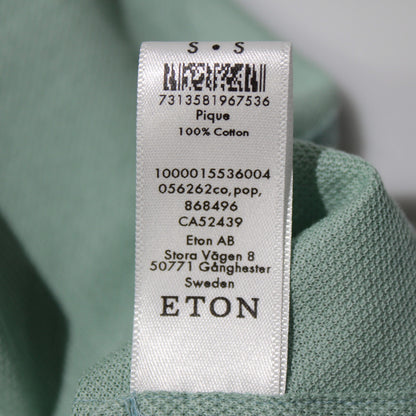 S • S
7313581967536
Pique
100% Cotton
1000015536004
056262co,pop,
868496
CA52439
Eton AB
Stora Vägen 8
50771 Gånghester
Sweden
ETON